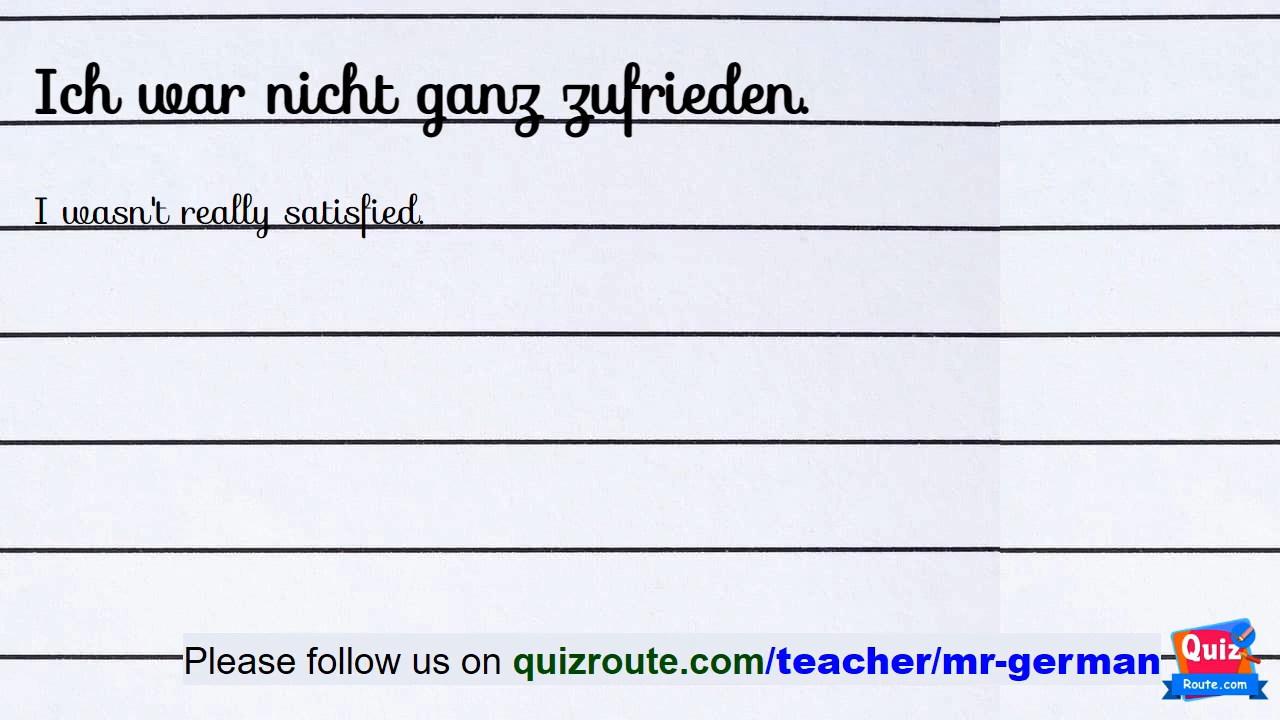 Ich war nicht ganz zufrieden.
I wasn't really satisfied.
Please follow us on quizroute.com/teacher/mr-german
Quiz
Route.com